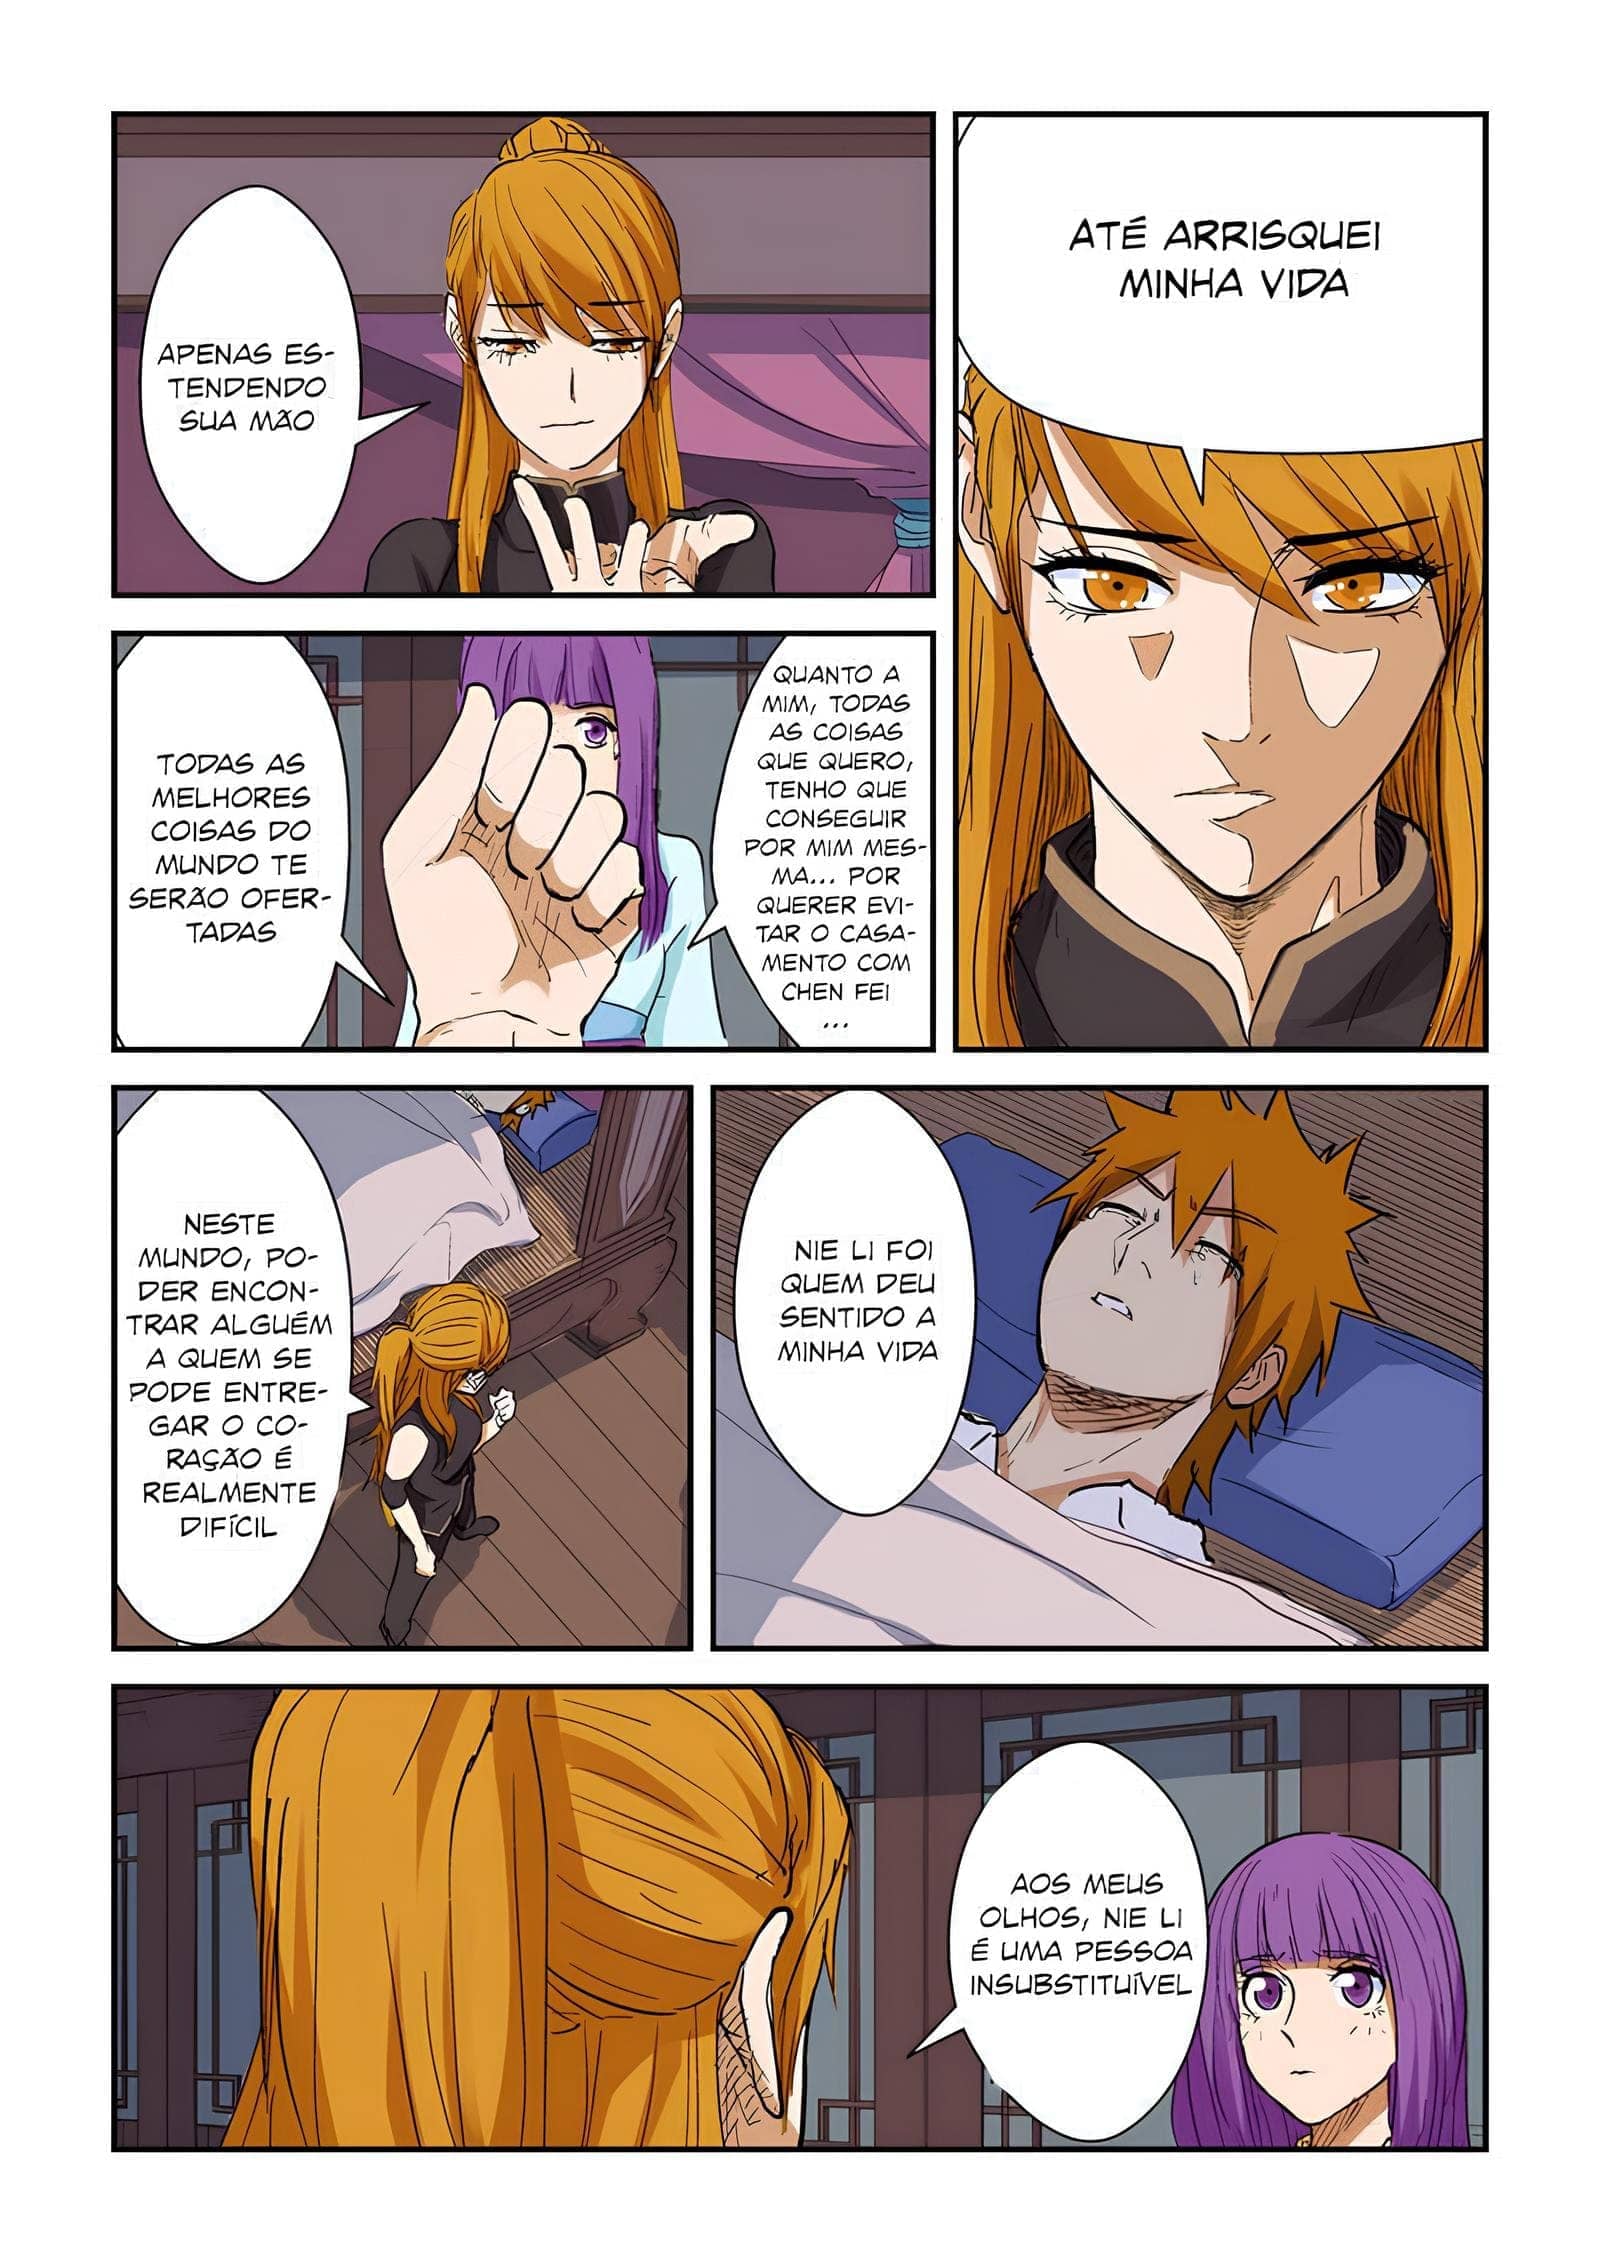 APENAS ES-
TENDENDO
SUA MÃO
TODAS AS
MELHORES
COISAS DO
MUNDO TE
SERÃO OFER-
TADAS
QUANTO A
MIM, TODAS
AS COISAS
QUE QUERO,
TENHO QUE
CONSEGUIR
POR MIM MES-
MA... POR
QUERER EVI-
TAR O CASA-
MENTO COM
CHEN FEI
...
ATÉ ARRISQUEI
MINHA VIDA
NESTE
MUNDO, PO-
DER ENCON-
TRAR ALGUÉM
A QUEM SE
PODE ENTRE-
GAR O CO-
RAÇÃO É
REALMENTE
DIFÍCIL
NIE LI FOI
QUEM DEU
SENTIDO A
MINHA VIDA
AOS MEUS
OLHOS, NIE LI
É UMA PESSOA
INSUBSTITUÍVEL